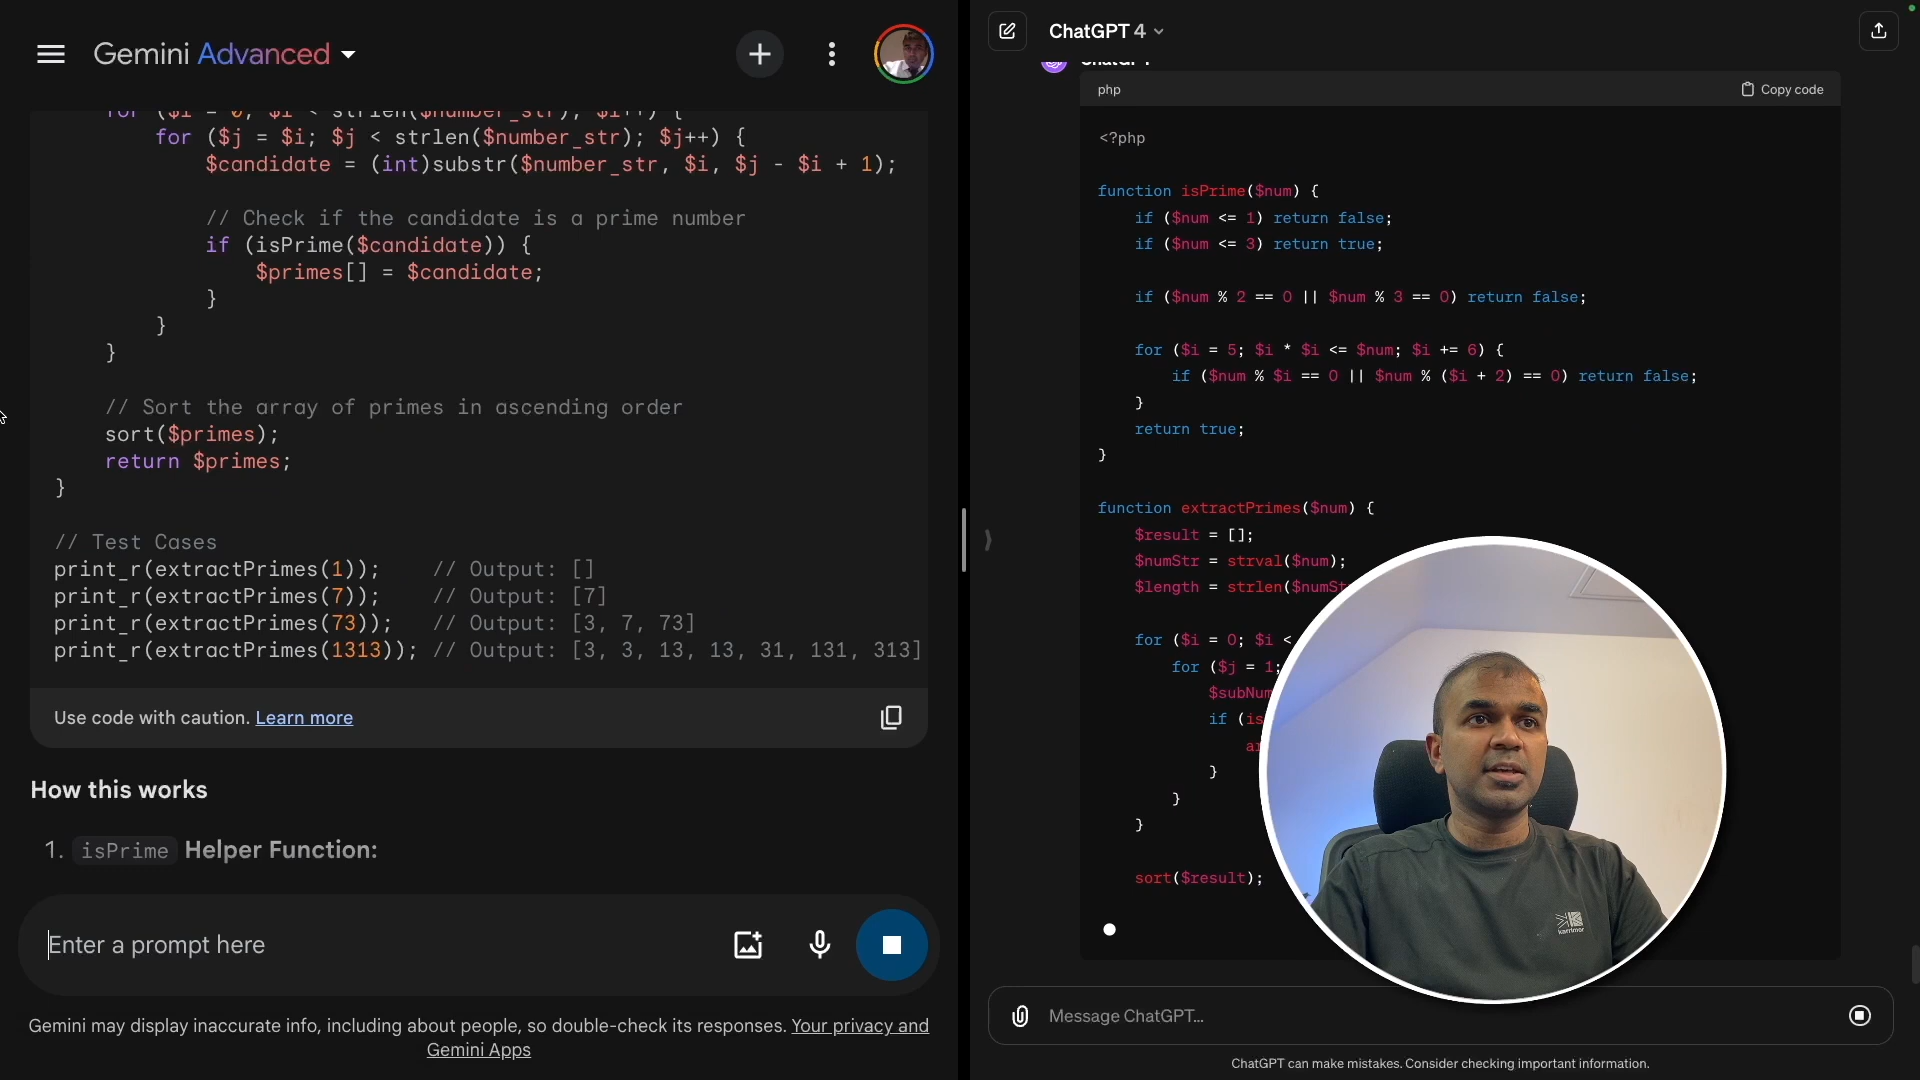 Gemini Advanced
for ($i = 0; $i < strlen($number_str); $i++) {
for ($j = $i; $j < strlen($number_str); $j++) {
$candidate = (int)substr($number_str, $i, $j - $i + 1);
// Check if the candidate is a prime number
if (isPrime($candidate)) {
$primes[] = $candidate;
}
}
}
// Sort the array of primes in ascending order
sort($primes);
return $primes;
}
// Test Cases
print_r(extractPrimes(1)); // Output: []
print_r(extractPrimes(7)); // Output: [7]
print_r(extractPrimes(73)); // Output: [3, 7, 73]
print_r(extractPrimes(1313)); // Output: [3, 3, 13, 13, 31, 131, 313]
Use code with caution. Learn more
How this works
1. isPrime Helper Function:
Enter a prompt here
Gemini may display inaccurate info, including about people, so double-check its responses. Your privacy and
Gemini Apps
ChatGPT 4
ChatGPT
php
Copy code
<?php
function isPrime($num) {
if ($num <= 1) return false;
if ($num <= 3) return true;
if ($num % 2 == 0 || $num % 3 == 0) return false;
for ($i = 5; $i * $i <= $num; $i += 6) {
if ($num % $i == 0 || $num % ($i + 2) == 0) return false;
}
return true;
}
function extractPrimes($num) {
$result = [];
$numStr = strval($num);
$length = strlen($numSt
for ($i = 0; $i <
for ($j = 1;
$subNum
if (is
ar
}
}
}
sort($result);
karrimor
Message ChatGPT...
ChatGPT can make mistakes. Consider checking important information.